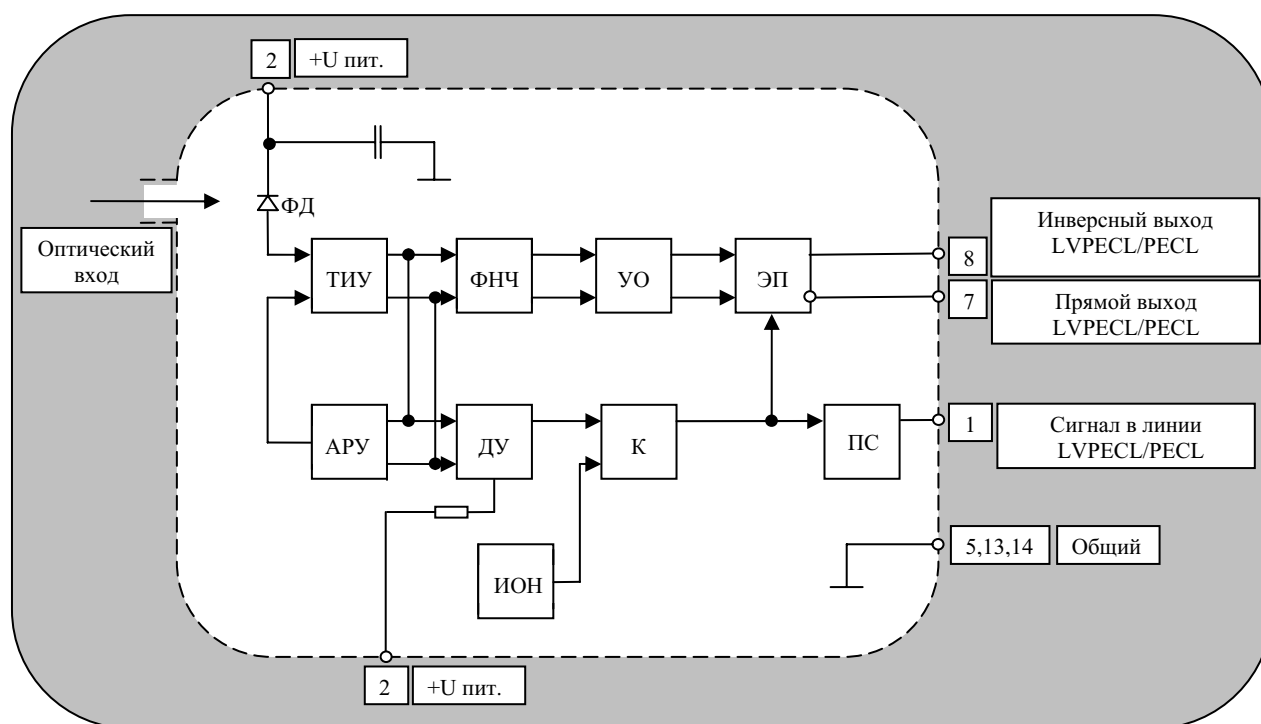 2 +U пит.
ФД
Оптический
вход
ТИУ ФНЧ УО ЭП
8 Инверсный выход
LVPECL/PECL
7 Прямой выход
LVPECL/PECL
АРУ ДУ К ПС
1 Сигнал в линии
LVPECL/PECL
5,13,14 Общий
ИОН
2 +U пит.